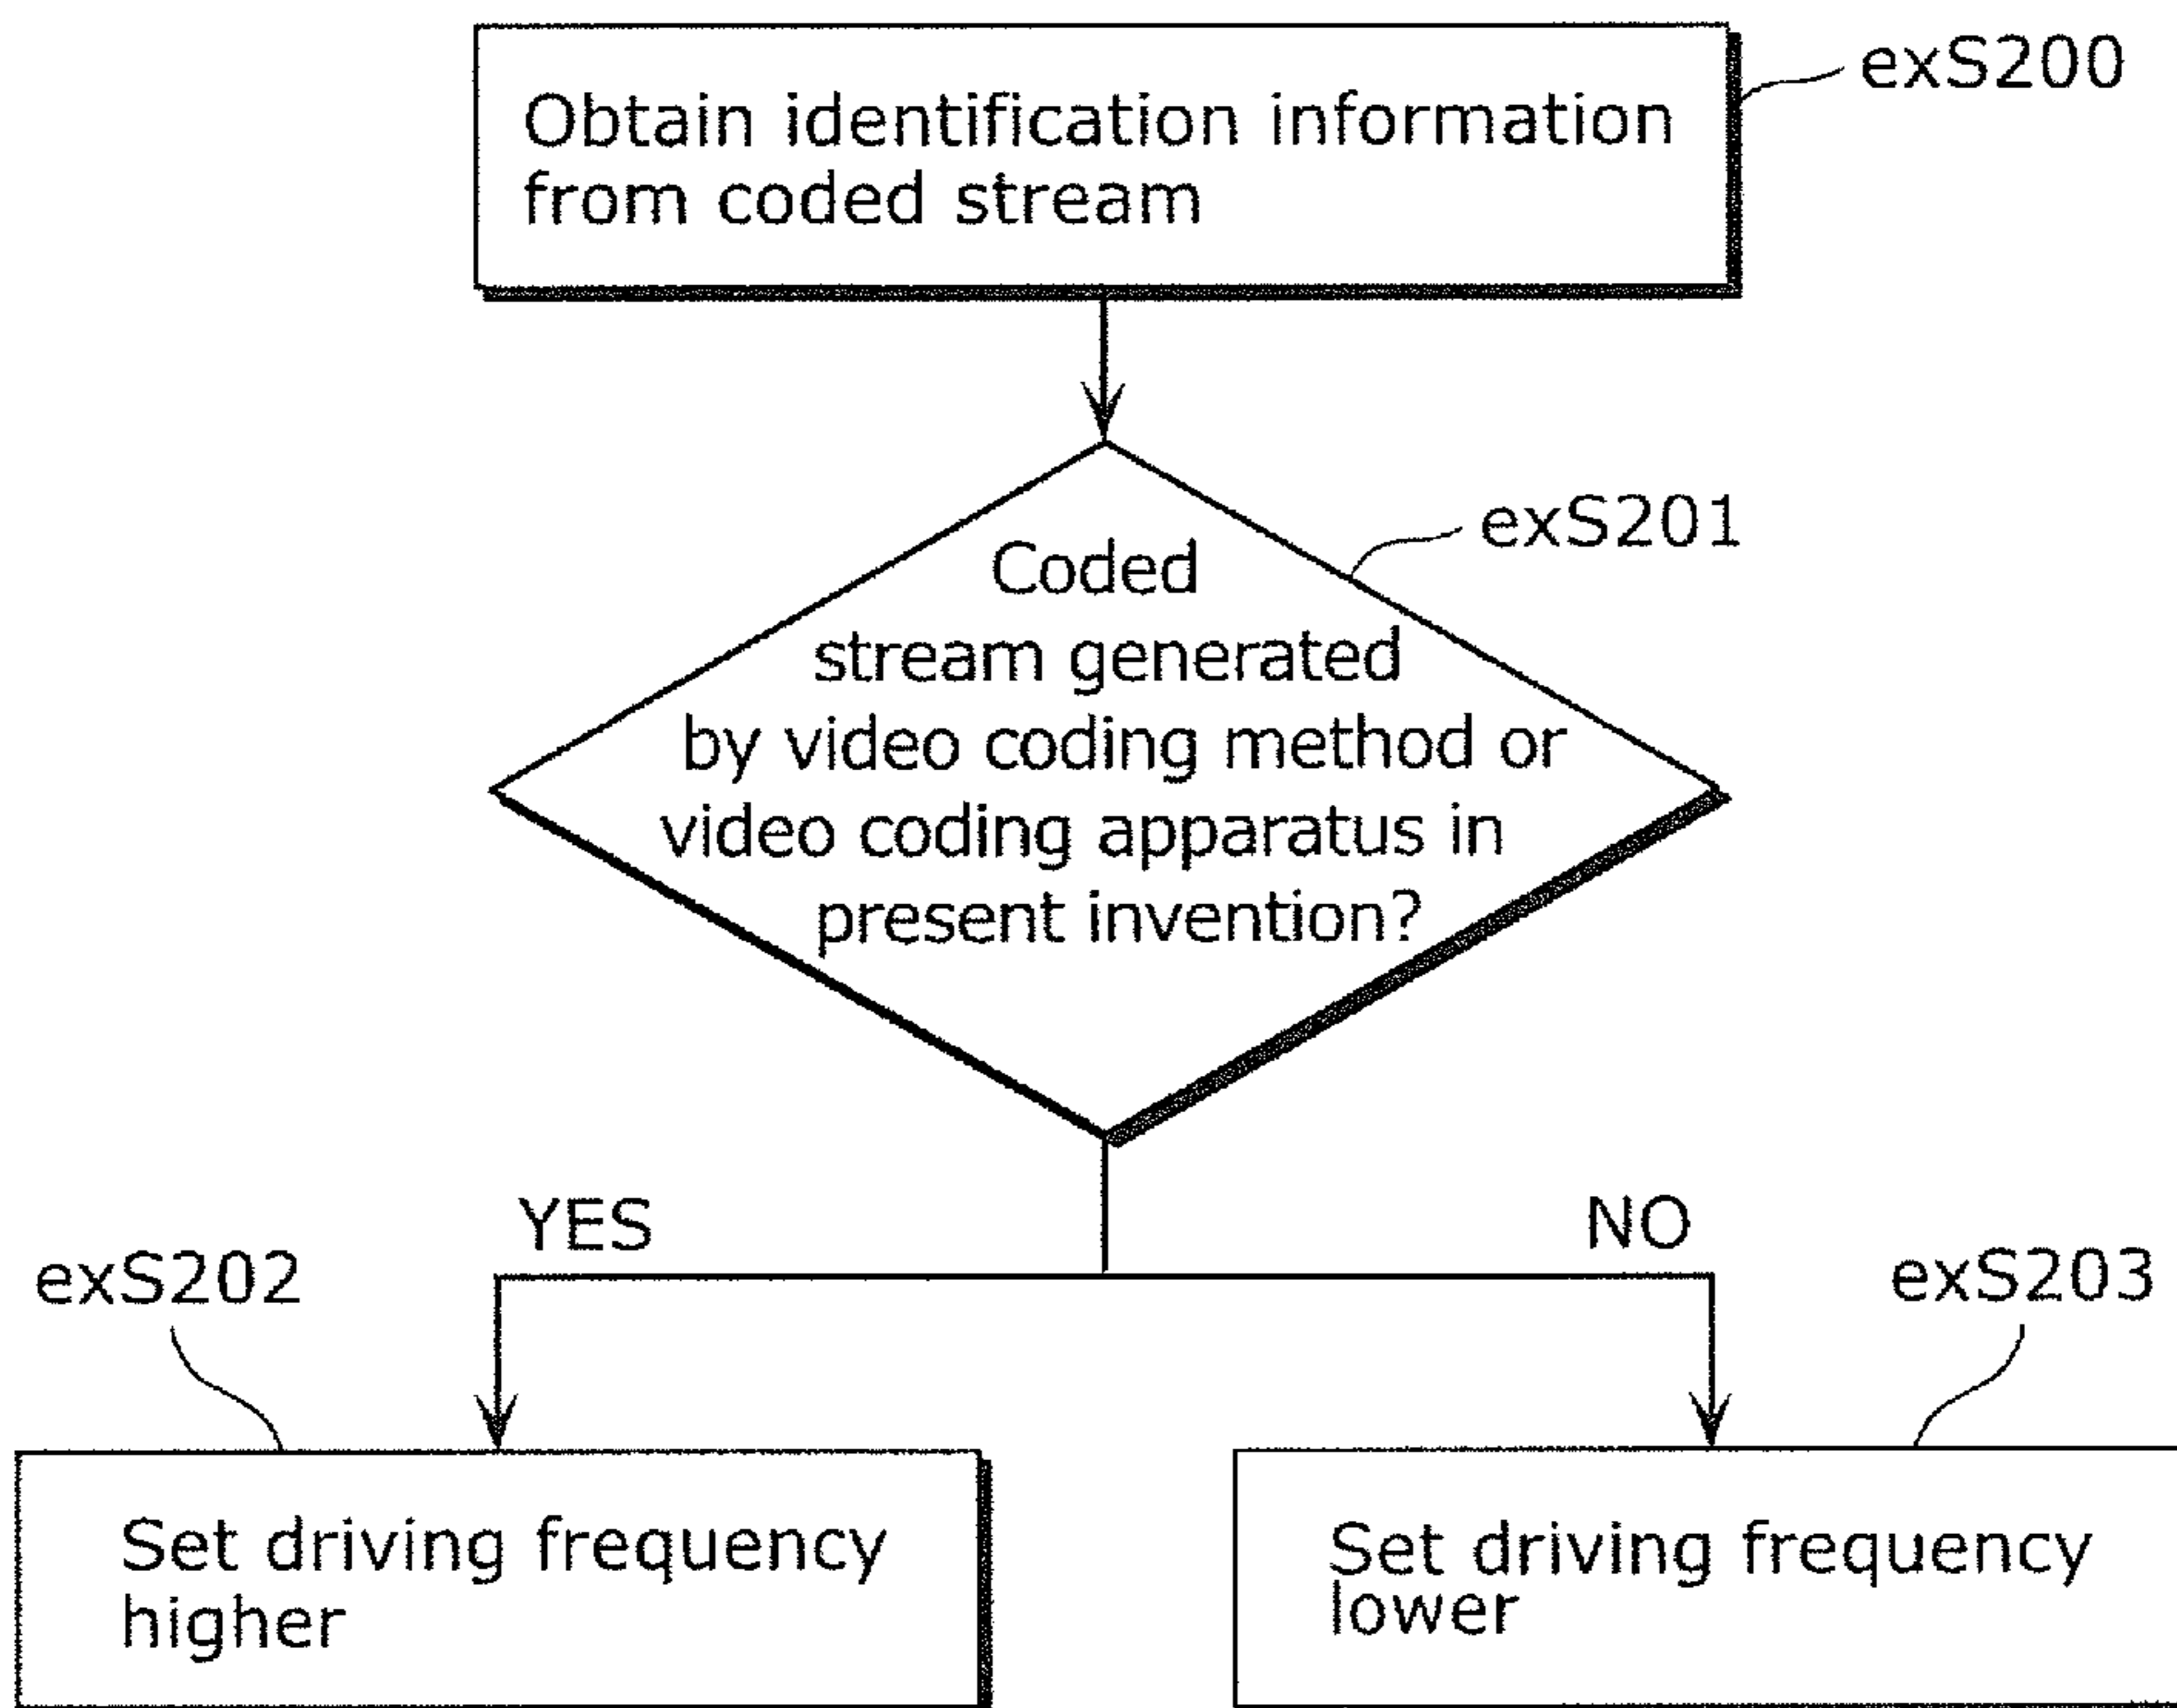 exS200
Obtain identification information
from coded stream
exS201
Coded
stream generated
by video coding method or
video coding apparatus in
present invention?
YES
NO
exS202
exS203
Set driving frequency
higher
Set driving frequency
lower